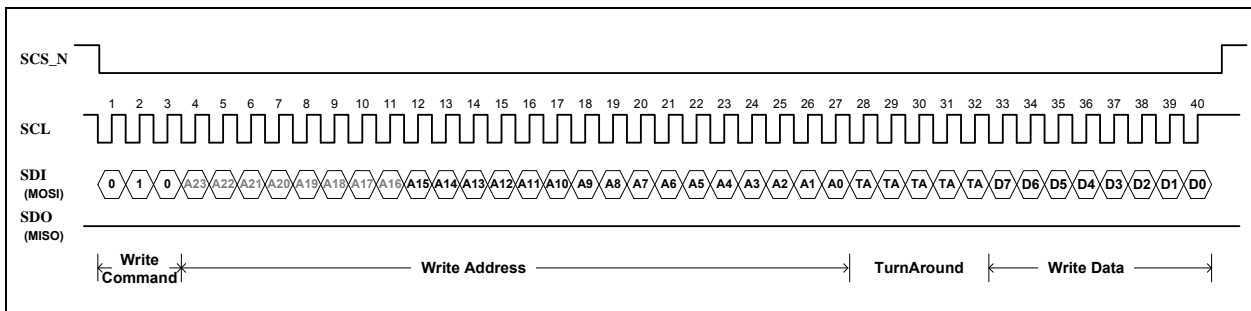 SCS_N
1 2 3 4 5 6 7 8 9 10 11 12 13 14 15 16 17 18 19 20 21 22 23 24 25 26 27 28 29 30 31 32 33 34 35 36 37 38 39 40
SCL
SDI
(MOSI)
0 1 0 A23 A22 A21 A20 A19 A18 A17 A16 A15 A14 A13 A12 A11 A10 A9 A8 A7 A6 A5 A4 A3 A2 A1 A0 TA TA TA TA TA D7 D6 D5 D4 D3 D2 D1 D0
SDO
(MISO)
Write
Command
Write Address
TurnAround
Write Data